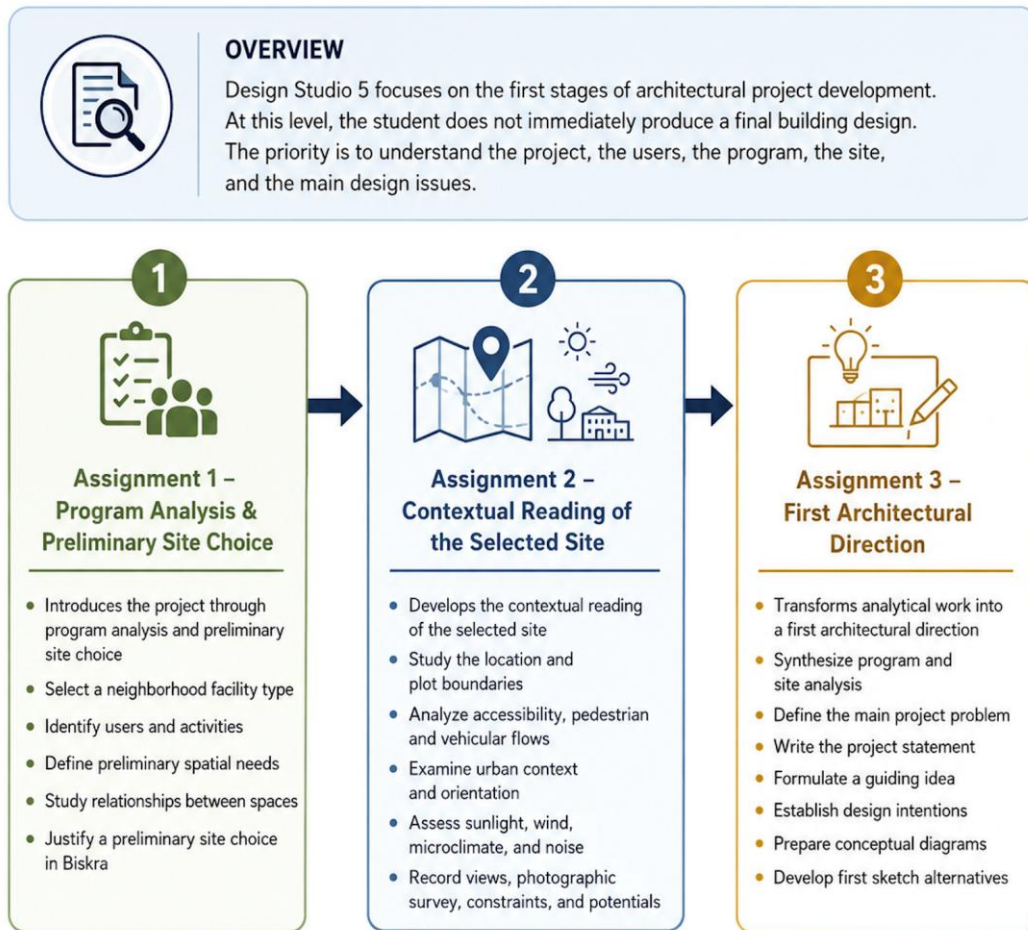 OVERVIEW
Design Studio 5 focuses on the first stages of architectural project development.
At this level, the student does not immediately produce a final building design.
The priority is to understand the project, the users, the program, the site,
and the main design issues.
1
Assignment 1 –
Program Analysis &
Preliminary Site Choice
• Introduces the project through
program analysis and preliminary
site choice
• Select a neighborhood facility type
• Identify users and activities
• Define preliminary spatial needs
• Study relationships between spaces
• Justify a preliminary site choice
in Biskra
2
Assignment 2 –
Contextual Reading of
the Selected Site
• Develops the contextual reading
of the selected site
• Study the location and
plot boundaries
• Analyze accessibility, pedestrian
and vehicular flows
• Examine urban context
and orientation
• Assess sunlight, wind,
microclimate, and noise
• Record views, photographic
survey, constraints, and potentials
3
Assignment 3 –
First Architectural
Direction
• Transforms analytical work into
a first architectural direction
• Synthesize program and
site analysis
• Define the main project problem
• Write the project statement
• Formulate a guiding idea
• Establish design intentions
• Prepare conceptual diagrams
• Develop first sketch alternatives